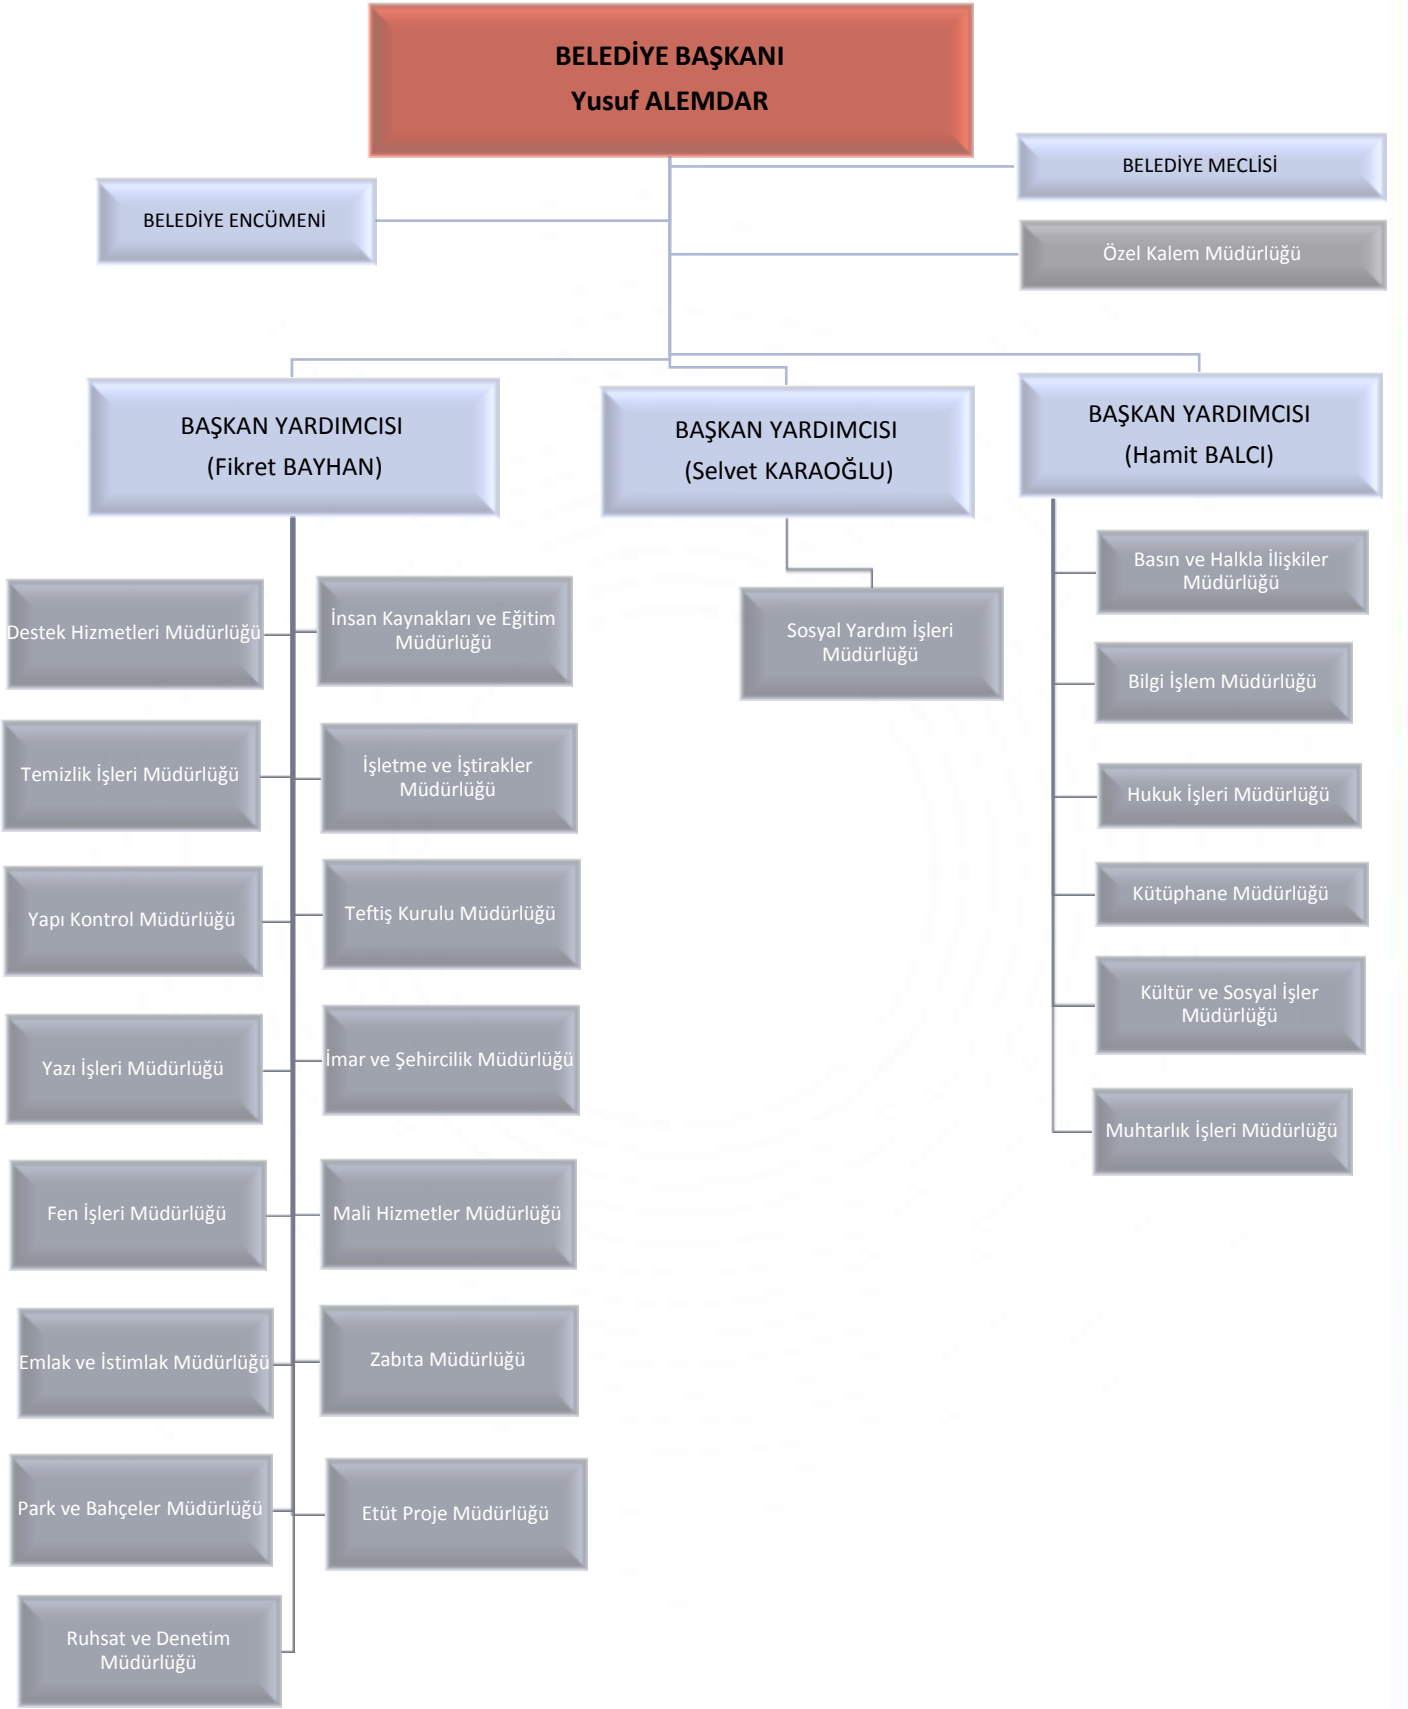 BELEDİYE BAŞKANI
Yusuf ALEMDAR
BELEDİYE MECLİSİ
BELEDİYE ENCÜMENİ
Özel Kalem Müdürlüğü
BAŞKAN YARDIMCISI
(Fikret BAYHAN)
BAŞKAN YARDIMCISI
(Selvet KARAOĞLU)
BAŞKAN YARDIMCISI
(Hamit BALCI)
Destek Hizmetleri Müdürlüğü
İnsan Kaynakları ve Eğitim
Müdürlüğü
Temizlik İşleri Müdürlüğü
İşletme ve İştirakler
Müdürlüğü
Yapı Kontrol Müdürlüğü
Teftiş Kurulu Müdürlüğü
Yazı İşleri Müdürlüğü
İmar ve Şehircilik Müdürlüğü
Fen İşleri Müdürlüğü
Mali Hizmetler Müdürlüğü
Emlak ve İstimlak Müdürlüğü
Zabıta Müdürlüğü
Park ve Bahçeler Müdürlüğü
Etüt Proje Müdürlüğü
Ruhsat ve Denetim
Müdürlüğü
Sosyal Yardım İşleri
Müdürlüğü
Basın ve Halkla İlişkiler
Müdürlüğü
Bilgi İşlem Müdürlüğü
Hukuk İşleri Müdürlüğü
Kütüphane Müdürlüğü
Kültür ve Sosyal İşler
Müdürlüğü
Muhtarlık İşleri Müdürlüğü